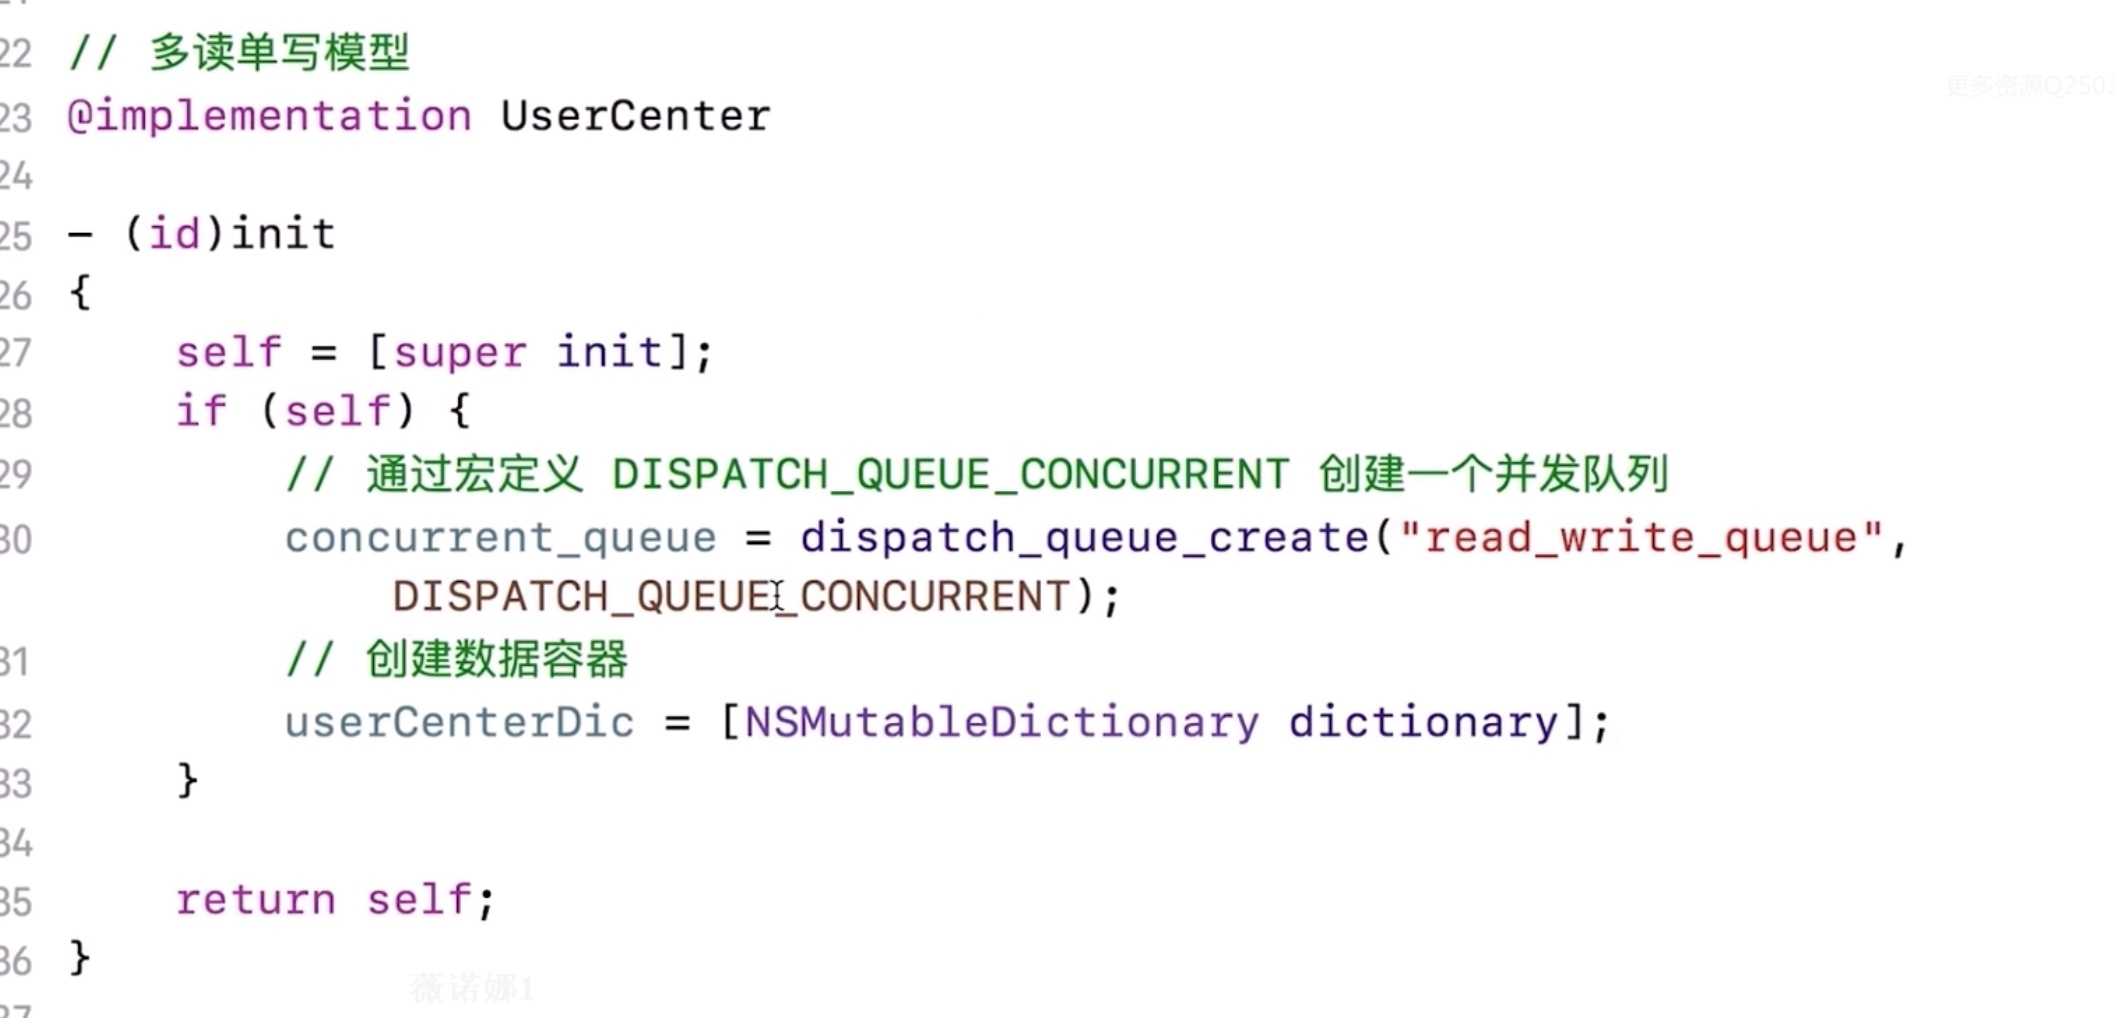 22 // 多读单写模型
更多资源Q2503
23 @implementation UserCenter
24
25 - (id)init
26 {
27     self = [super init];
28     if (self) {
29         // 通过宏定义 DISPATCH_QUEUE_CONCURRENT 创建一个并发队列
30         concurrent_queue = dispatch_queue_create("read_write_queue",
DISPATCH_QUEUE_CONCURRENT);
31         // 创建数据容器
32         userCenterDic = [NSMutableDictionary dictionary];
33     }
34
35     return self;
36 }
薇诺娜1
37